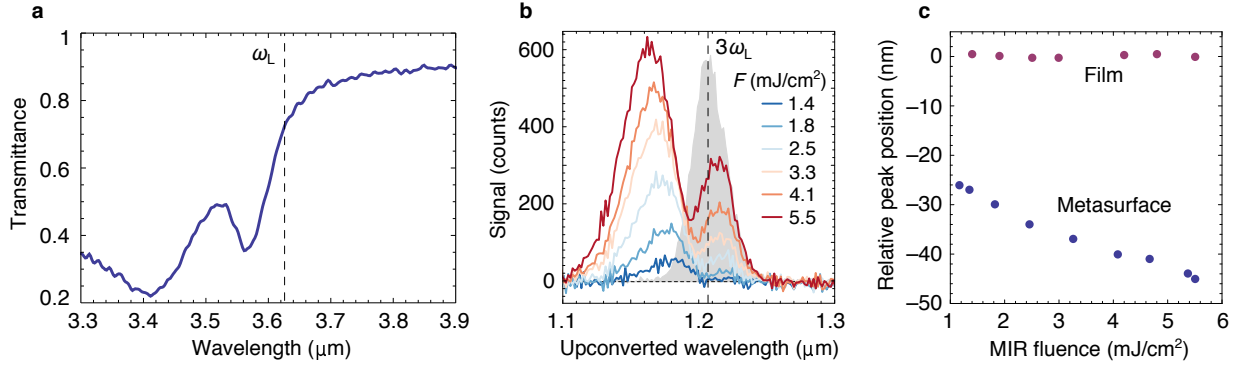 a
1
0.8
0.6
0.4
0.2
Transmittance
ω_L
3.3
3.4
3.5
3.6
3.7
3.8
3.9
Wavelength (μm)
b
600
400
200
0
Signal (counts)
3ω_L
F (mJ/cm²)
1.4
1.8
2.5
3.3
4.1
5.5
1.1
1.2
1.3
Upconverted wavelength (μm)
c
0
−10
−20
−30
−40
−50
Relative peak position (nm)
Film
Metasurface
1
2
3
4
5
6
MIR fluence (mJ/cm²)